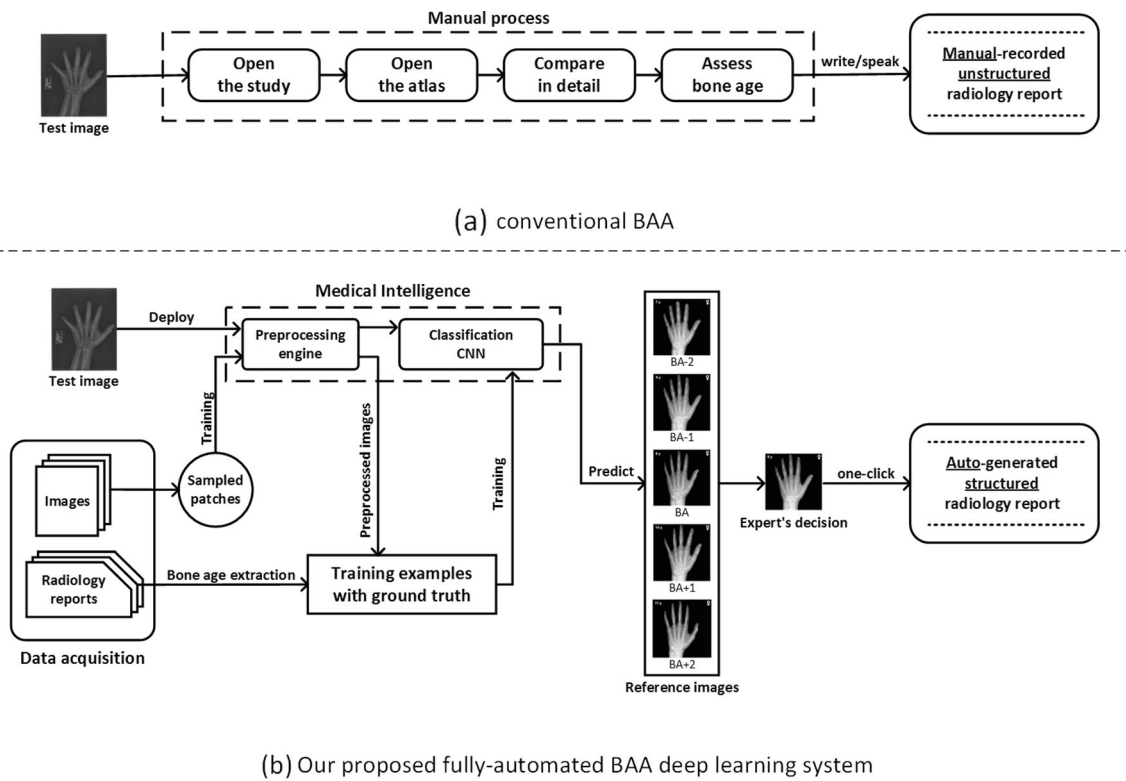 Manual process
Open
the study
Open
the atlas
Compare
in detail
Assess
bone age
write/speak
Manual-recorded
unstructured
radiology report
Test image
(a) conventional BAA
Medical Intelligence
Deploy
Preprocessing
engine
Classification
CNN
Test image
Training
Preprocessed images
Training
Images
Sampled
patches
Radiology
reports
Bone age extraction
Training examples
with ground truth
Data acquisition
Predict
BA-2
BA-1
BA
BA+1
BA+2
Reference images
Expert's decision
one-click
Auto-generated
structured
radiology report
(b) Our proposed fully-automated BAA deep learning system